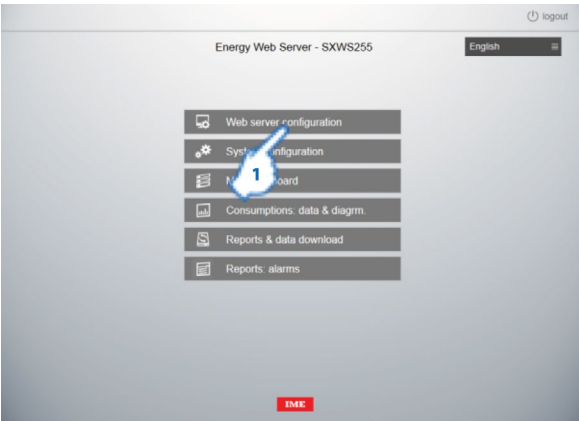 logout
Energy Web Server - SXWS255
English
Web server configuration
configuration
1
Consumptions: data & diagrm.
Reports & data download
Reports: alarms
IME